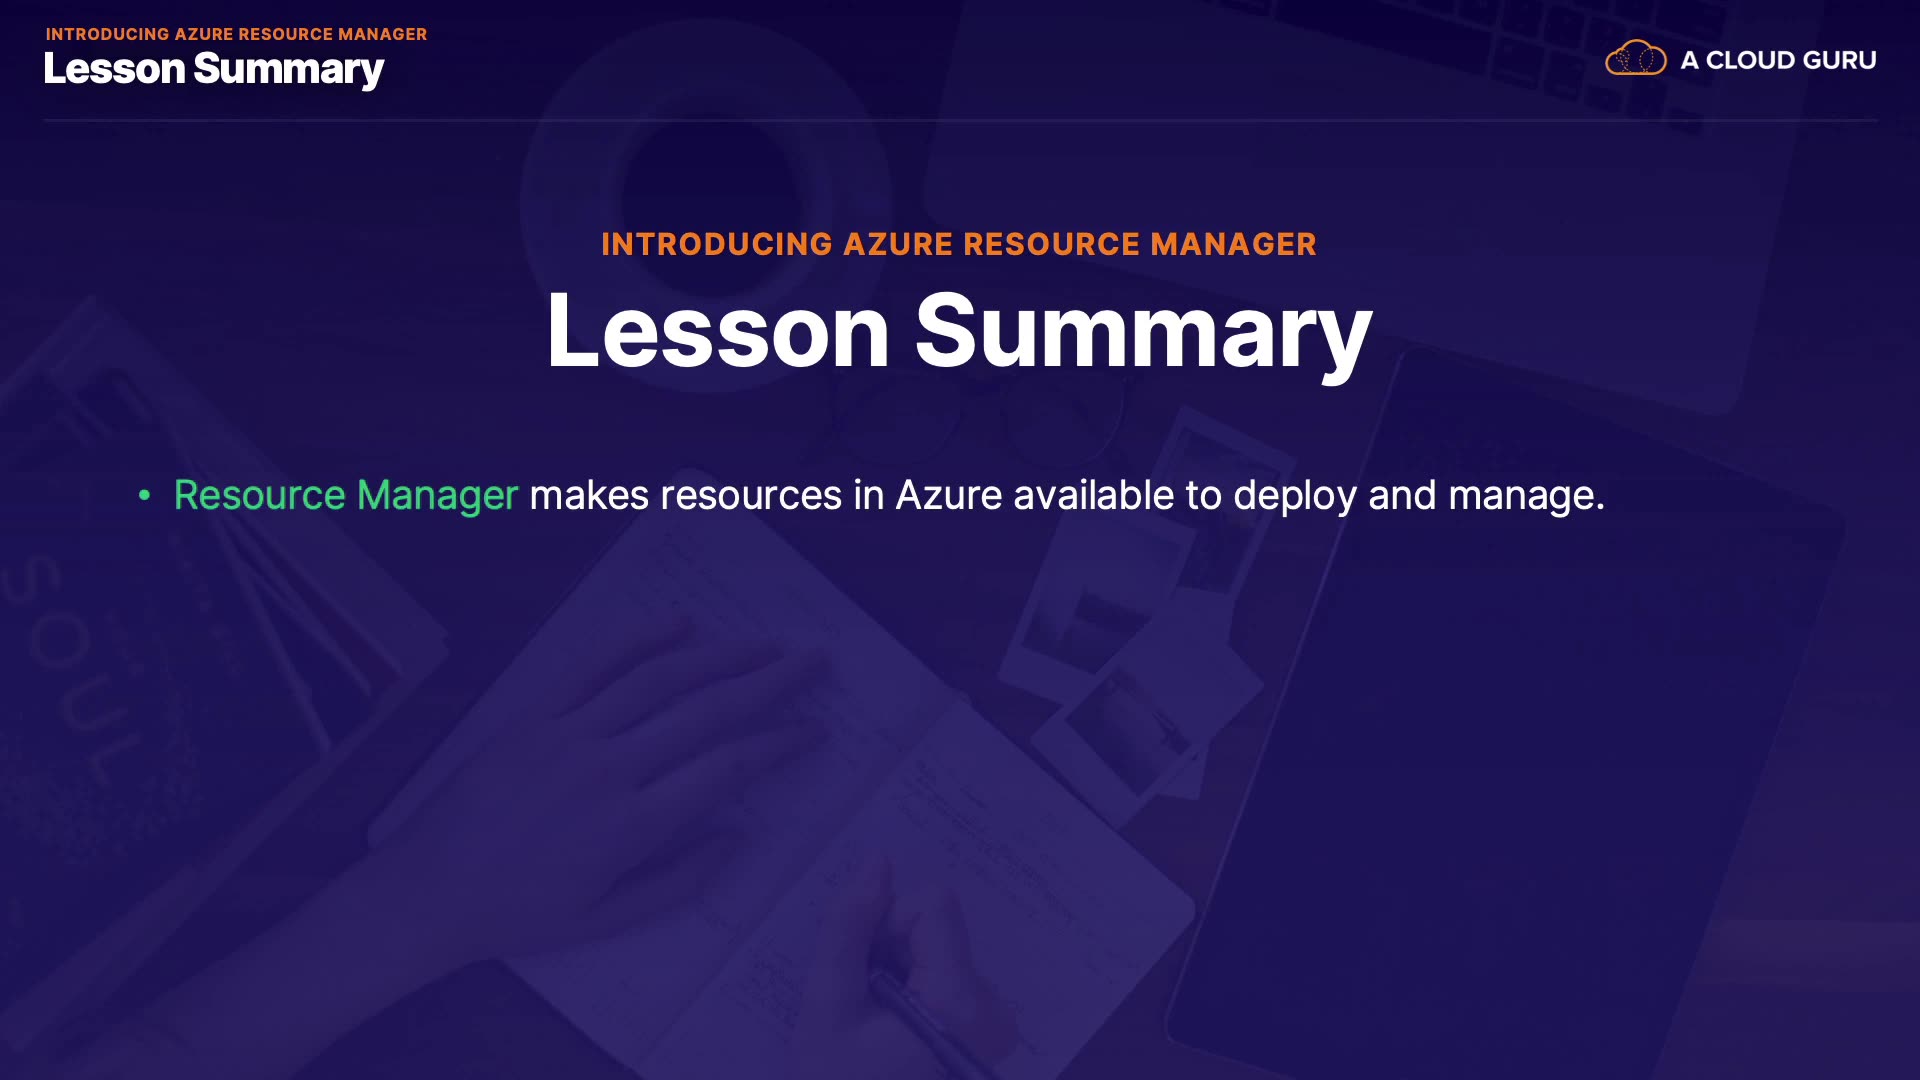 INTRODUCING AZURE RESOURCE MANAGER
Lesson Summary
A CLOUD GURU
INTRODUCING AZURE RESOURCE MANAGER
Lesson Summary
• Resource Manager makes resources in Azure available to deploy and manage.
SOUL